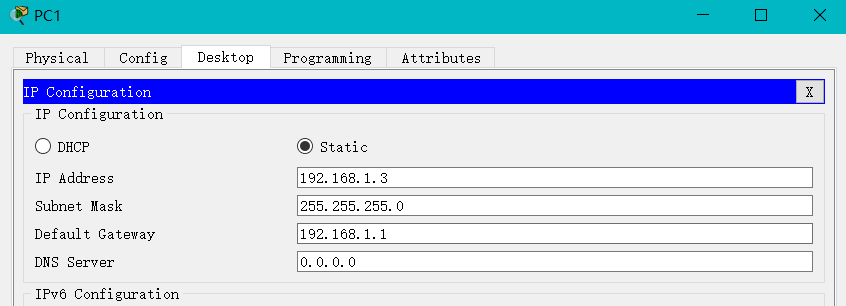 PC1
Physical Config Desktop Programming Attributes
IP Configuration X
IP Configuration
DHCP Static
IP Address 192.168.1.3
Subnet Mask 255.255.255.0
Default Gateway 192.168.1.1
DNS Server 0.0.0.0
IPv6 Configuration